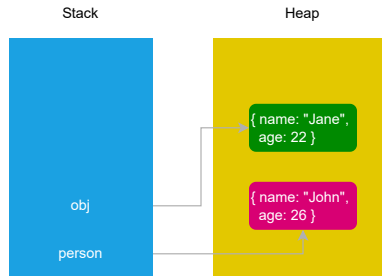 Stack
Heap
{ name: "Jane",
age: 22 }
{ name: "John",
age: 26 }
obj
person